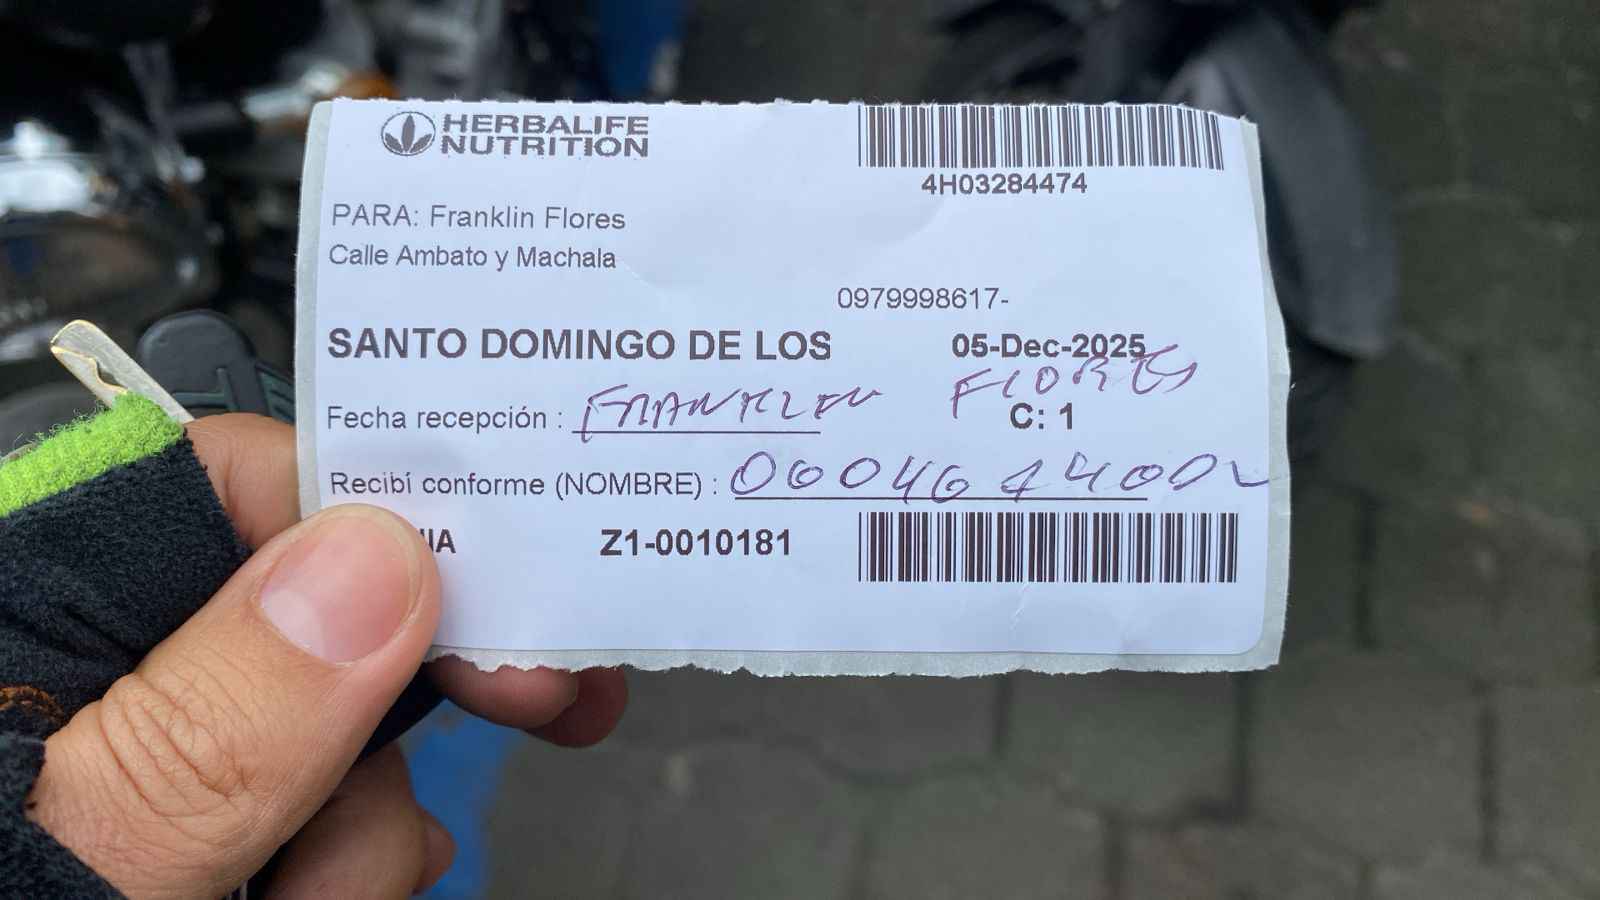 HERBALIFE
NUTRITION
4H03284474
PARA: Franklin Flores
Calle Ambato y Machala
0979998617-
SANTO DOMINGO DE LOS
05-Dec-2025
Fecha recepción : FRANKLIN FLORES
C: 1
Recibí conforme (NOMBRE) :
Z1-0010181